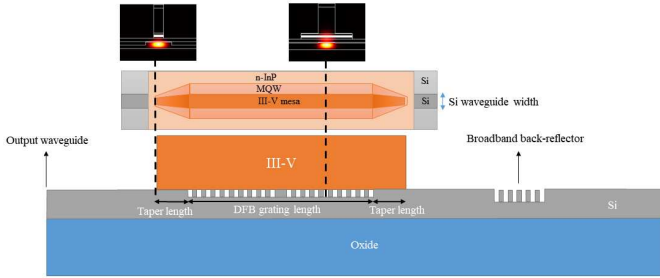 n-InP
Si
MQW
III-V mesa
Si
Si waveguide width
Output waveguide
Broadband back-reflector
III-V
Taper length
DFB grating length
Taper length
Si
Oxide